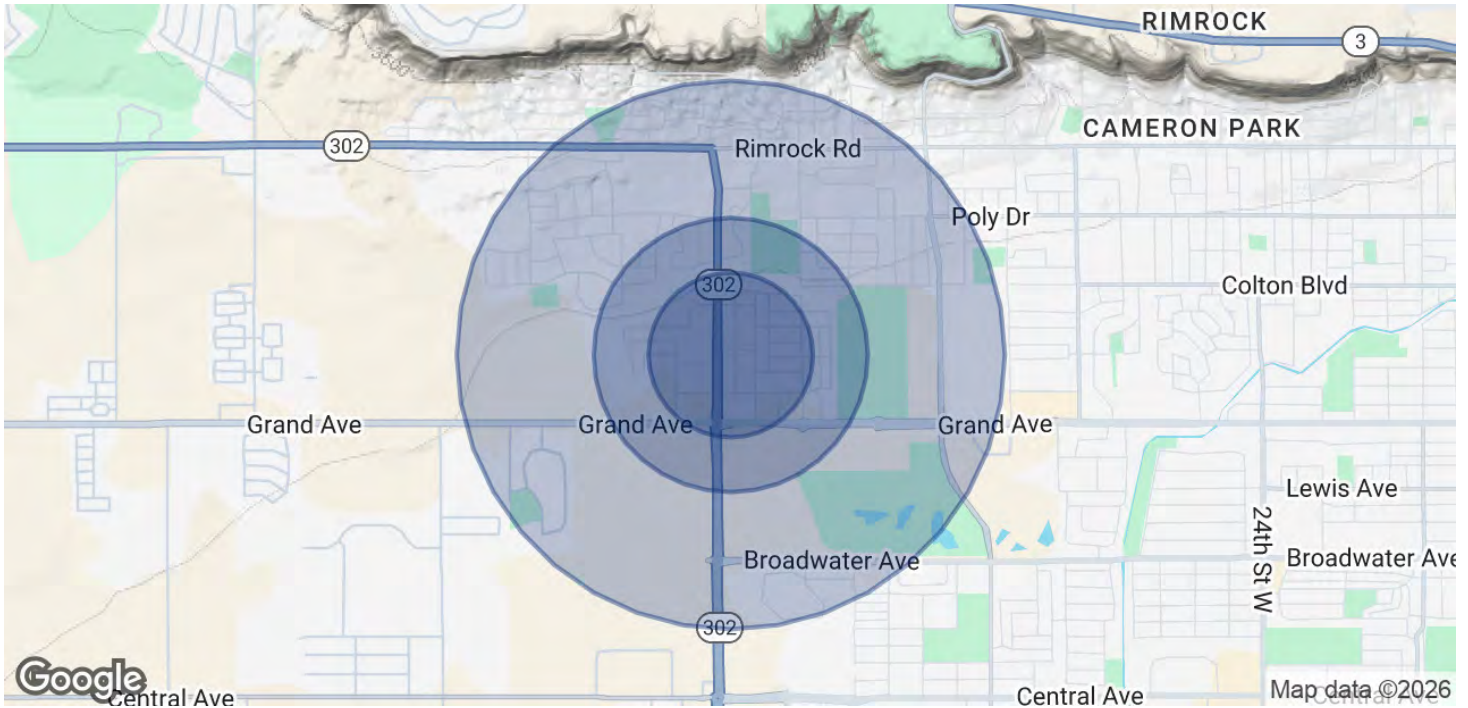 RIMROCK
3
3600'
CAMERON PARK
302
Rimrock Rd
Poly Dr
302
Colton Blvd
Grand Ave
Grand Ave
Grand Ave
Lewis Ave
24th St W
Broadwater Ave
Broadwater Ave
302
Google
Central Ave
Central Ave
Map data ©2026